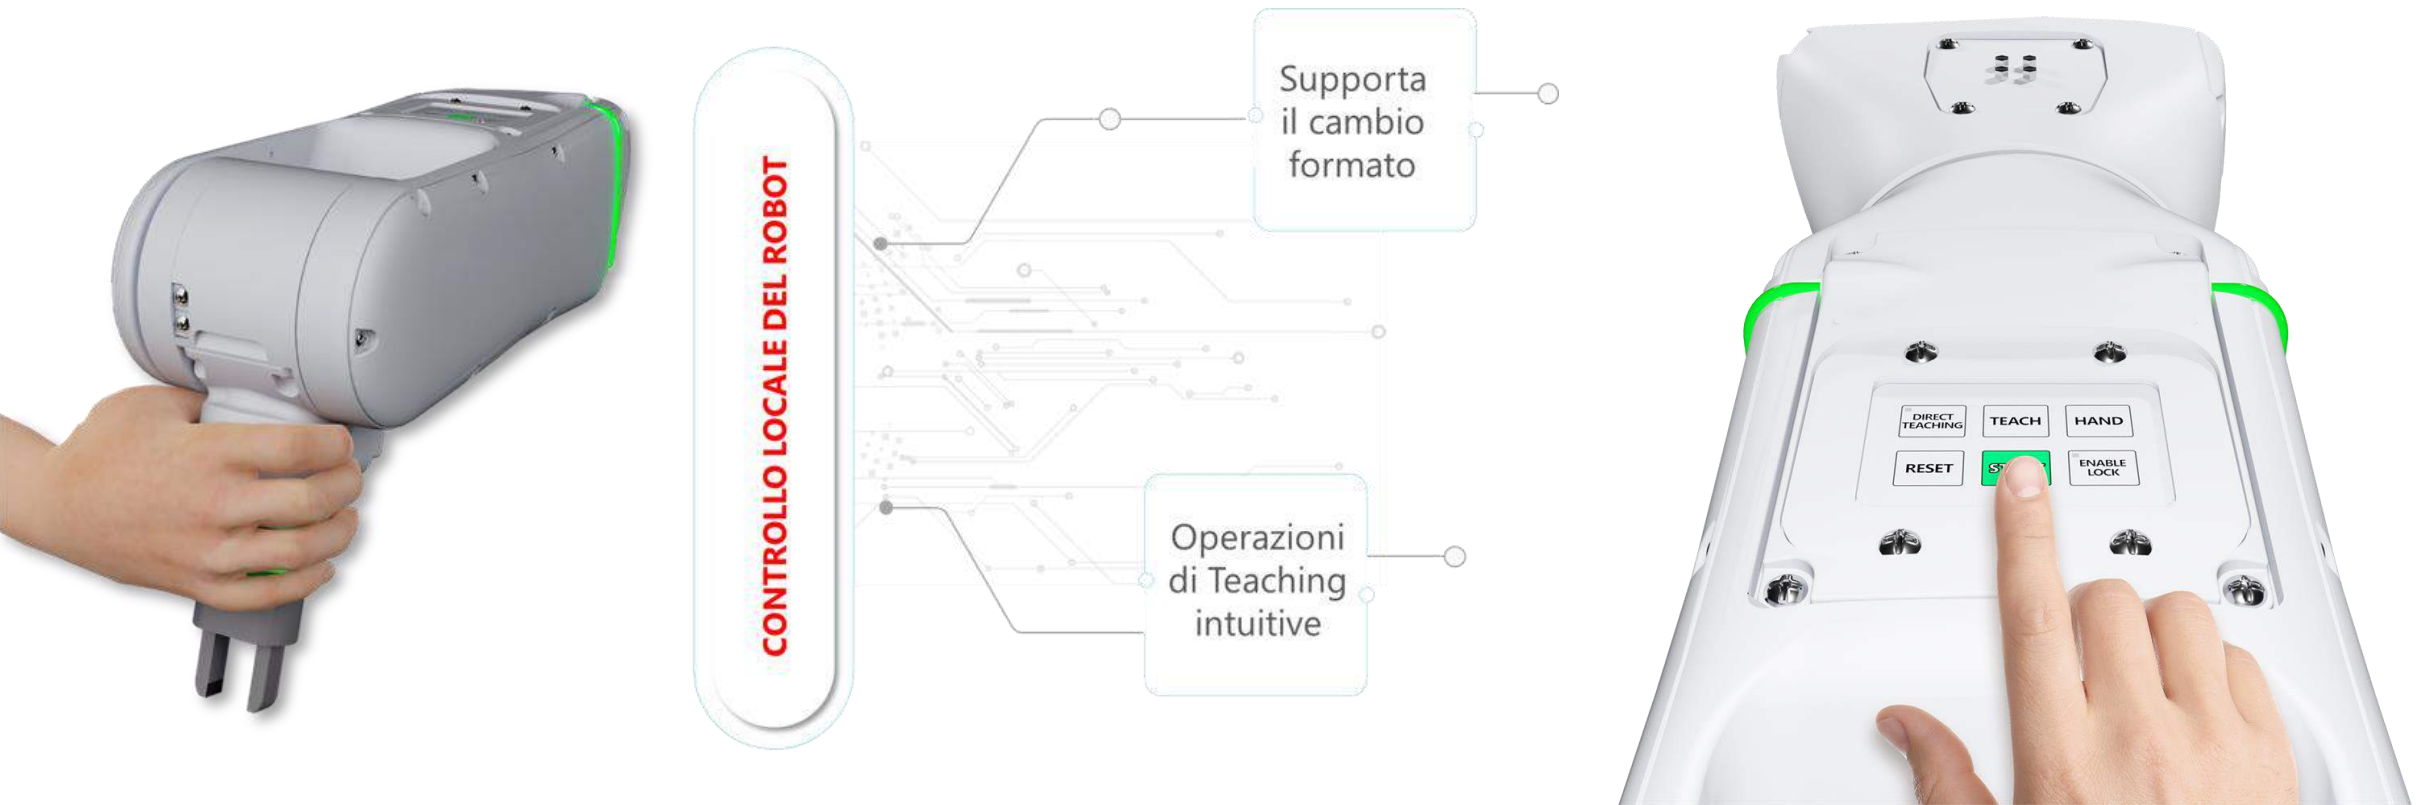 CONTROLLO LOCALE DEL ROBOT
Supporta
il cambio
formato
Operazioni
di Teaching
intuitive
DIRECT
TEACHING
TEACH
HAND
RESET
ENABLE
LOCK